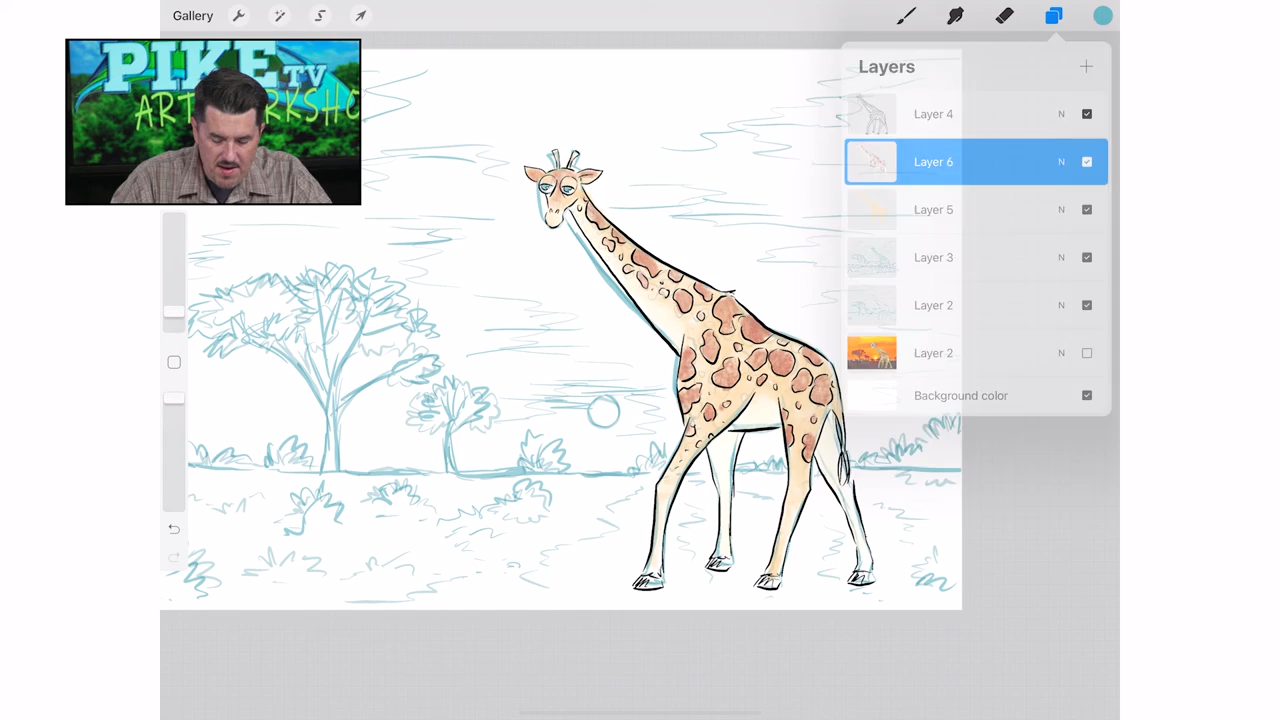 Gallery
PIKE TV
ART WORKSHO
Layers
Layer 4 N
Layer 6 N
Layer 5 N
Layer 3 N
Layer 2 N
Layer 2 N
Background color